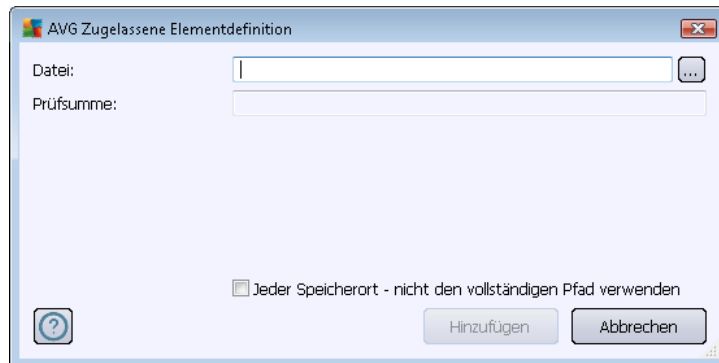 AVG Zugelassene Elementdefinition
Datei:
...
Prüfsumme:
Jeder Speicherort - nicht den vollständigen Pfad verwenden
?
Hinzufügen
Abbrechen